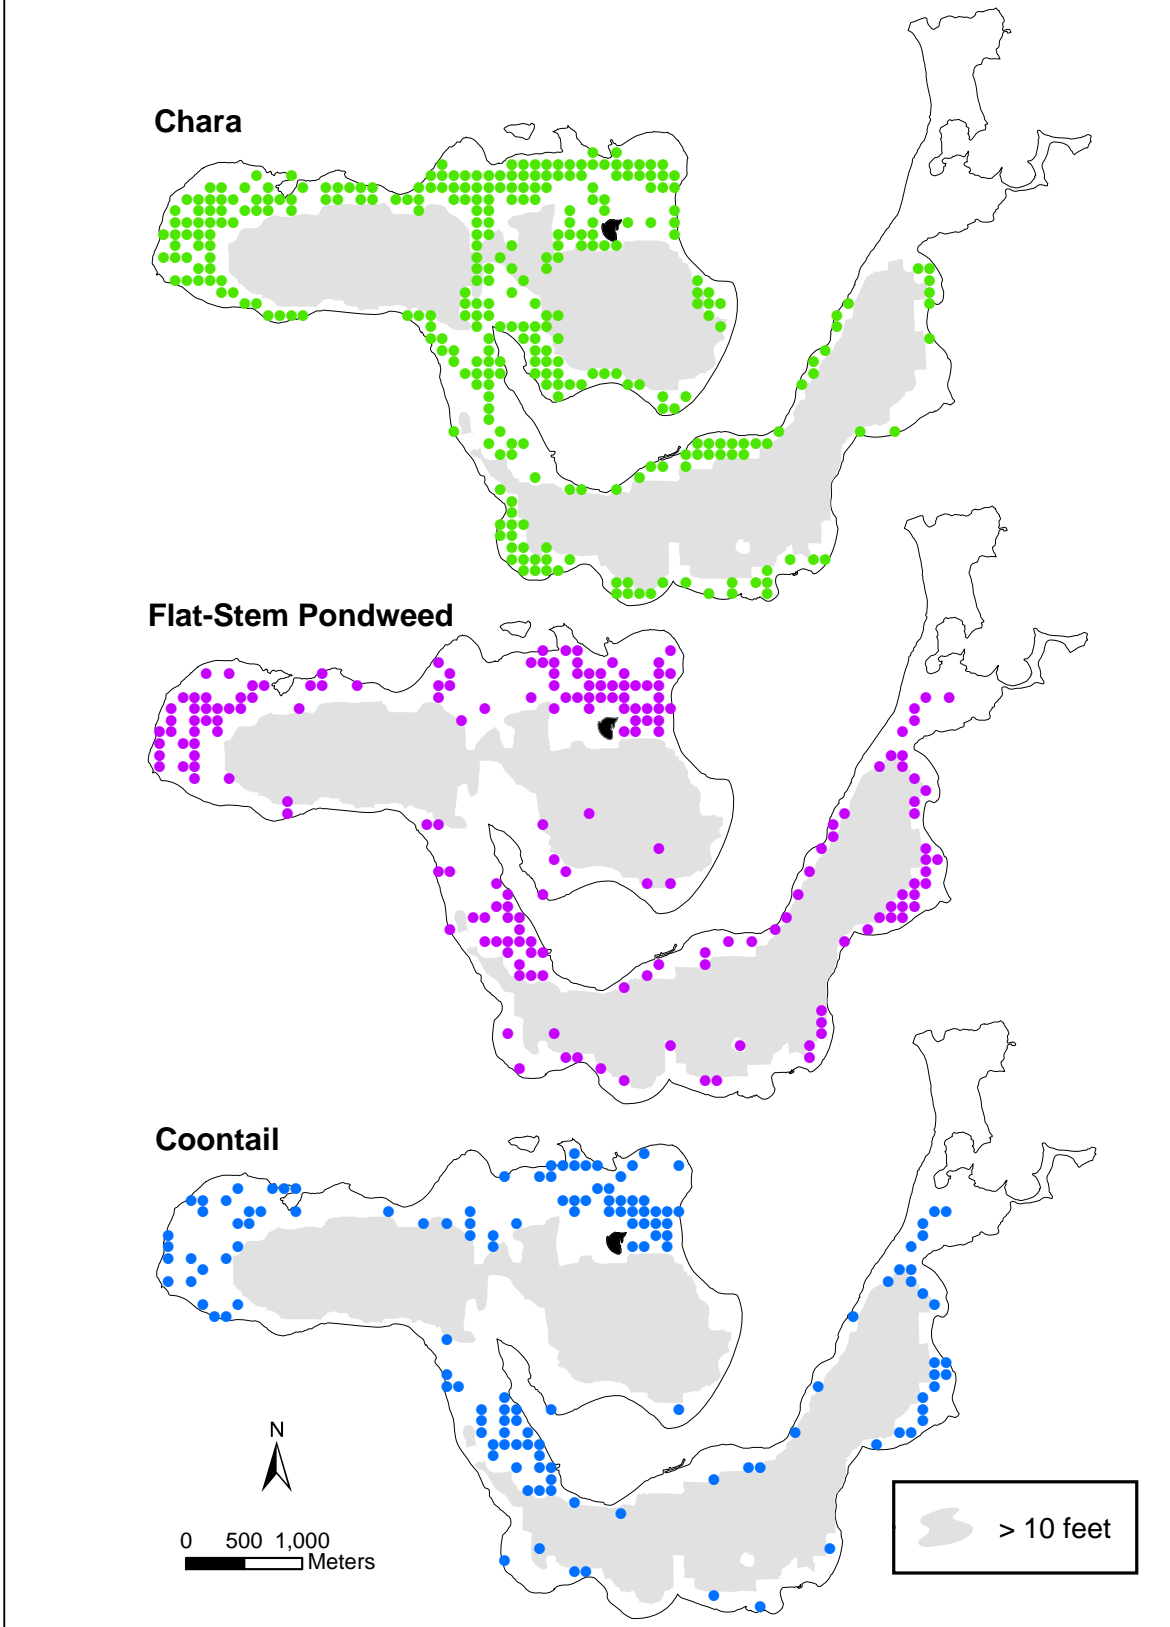 Chara
Flat-Stem Pondweed
Coontail
N
0 500 1,000
Meters
> 10 feet